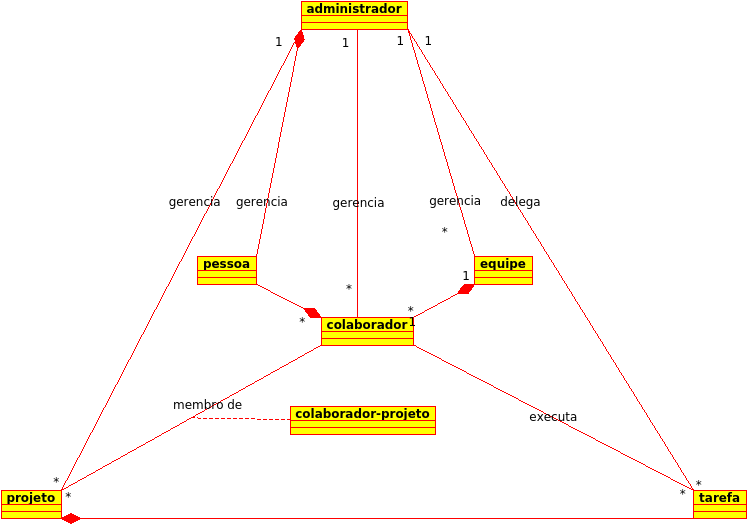 administrador
1
1
1
1
gerencia
gerencia
gerencia
gerencia
delega
*
pessoa
equipe
1
*
*
*
colaborador
1
membro de
colaborador-projeto
executa
*
*
*
*
projeto
tarefa